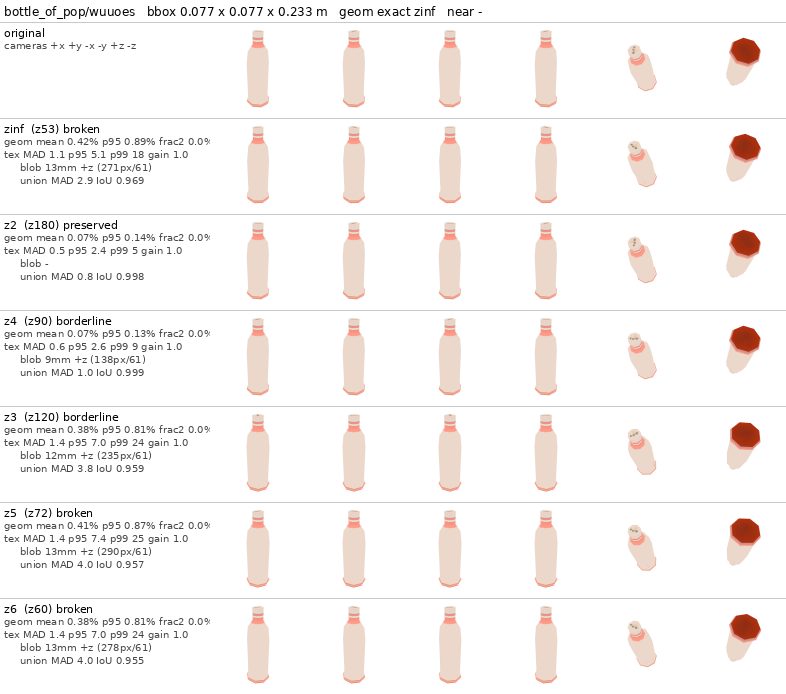 bottle_of_pop/wuuoes   bbox 0.077 x 0.077 x 0.233 m   geom exact zinf   near -
original
cameras +x +y -x -y +z -z
zinf  (z53) broken
geom mean 0.42% p95 0.89% frac2 0.0%
tex MAD 1.1 p95 5.1 p99 18 gain 1.0
blob 13mm +z (271px/61)
union MAD 2.9 IoU 0.969
z2  (z180) preserved
geom mean 0.07% p95 0.14% frac2 0.0%
tex MAD 0.5 p95 2.4 p99 5 gain 1.0
blob -
union MAD 0.8 IoU 0.998
z4  (z90) borderline
geom mean 0.07% p95 0.13% frac2 0.0%
tex MAD 0.6 p95 2.6 p99 9 gain 1.0
blob 9mm +z (138px/61)
union MAD 1.0 IoU 0.999
z3  (z120) borderline
geom mean 0.38% p95 0.81% frac2 0.0%
tex MAD 1.4 p95 7.0 p99 24 gain 1.0
blob 12mm +z (235px/61)
union MAD 3.8 IoU 0.959
z5  (z72) broken
geom mean 0.41% p95 0.87% frac2 0.0%
tex MAD 1.4 p95 7.4 p99 25 gain 1.0
blob 13mm +z (290px/61)
union MAD 4.0 IoU 0.957
z6  (z60) broken
geom mean 0.38% p95 0.81% frac2 0.0%
tex MAD 1.4 p95 7.0 p99 24 gain 1.0
blob 13mm +z (278px/61)
union MAD 4.0 IoU 0.955